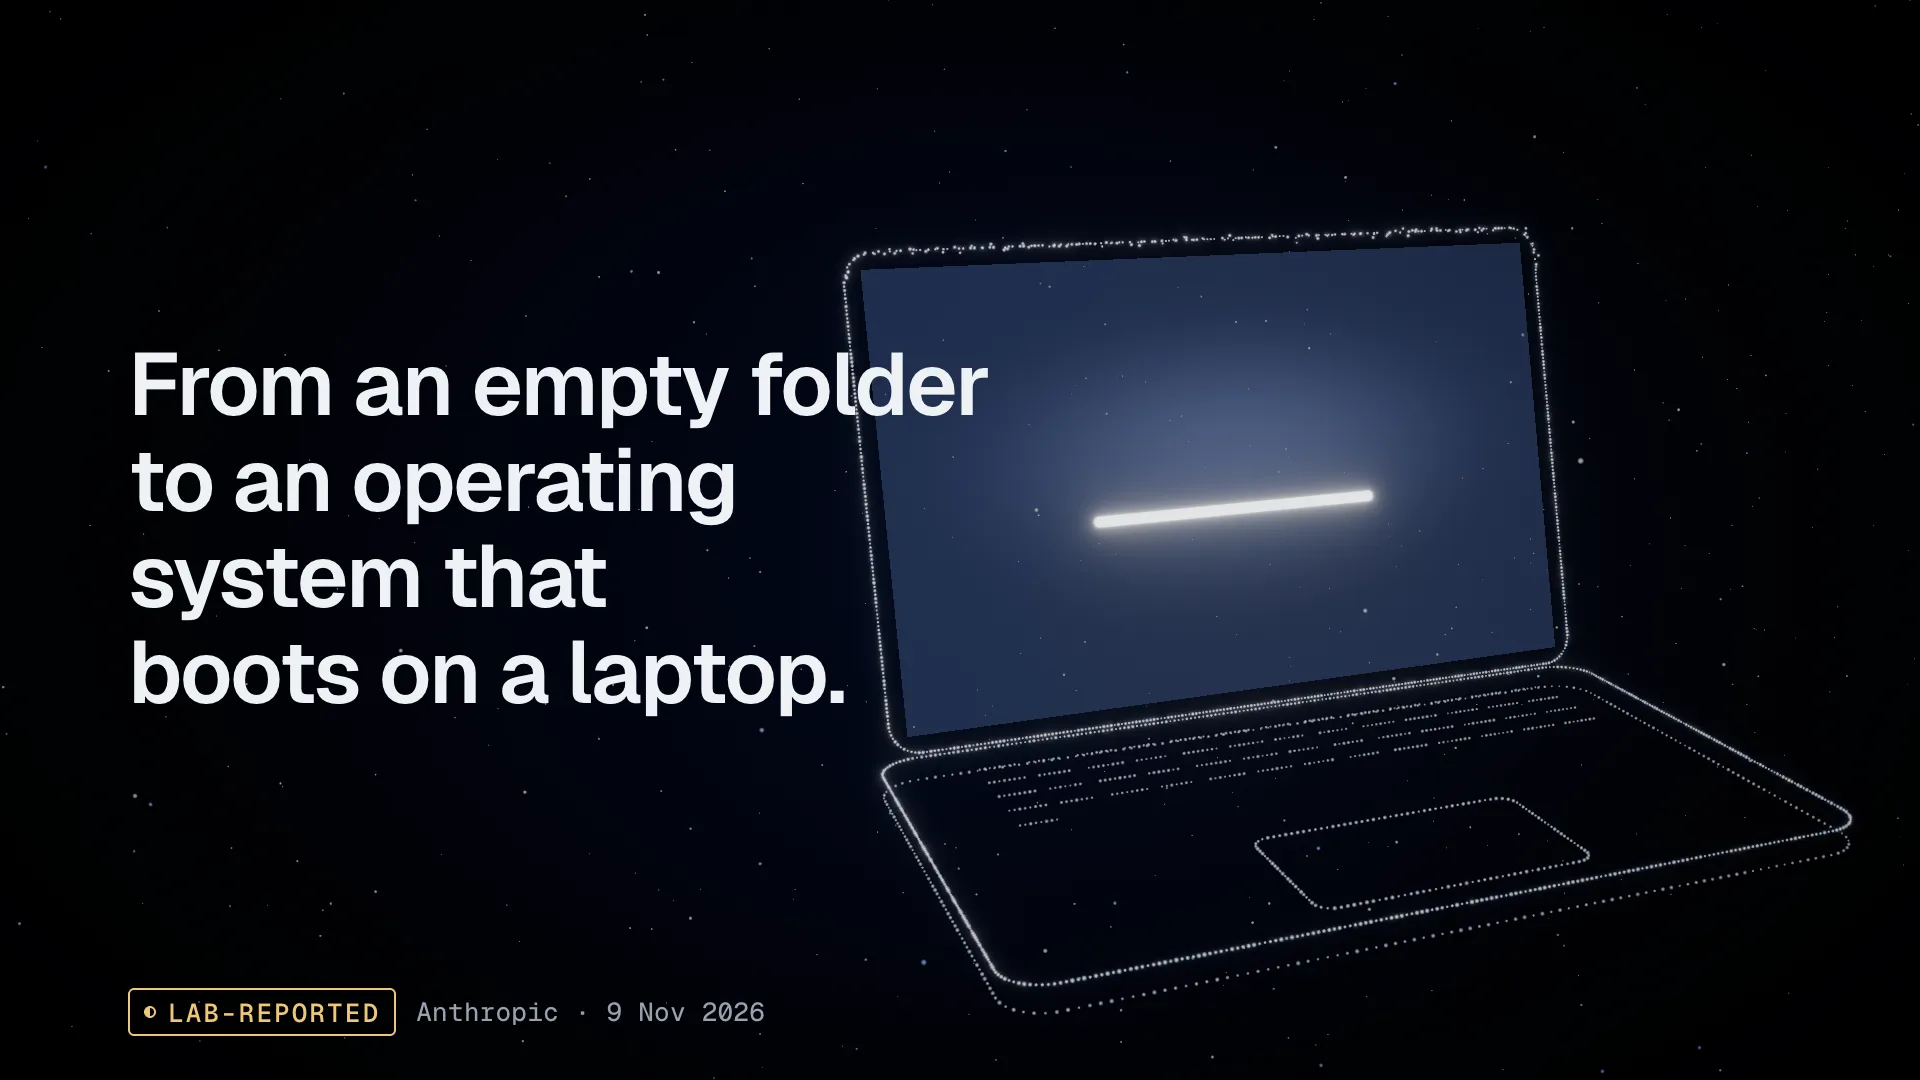 From an empty folder
to an operating
system that
boots on a laptop.
LAB-REPORTED Anthropic · 9 Nov 2026